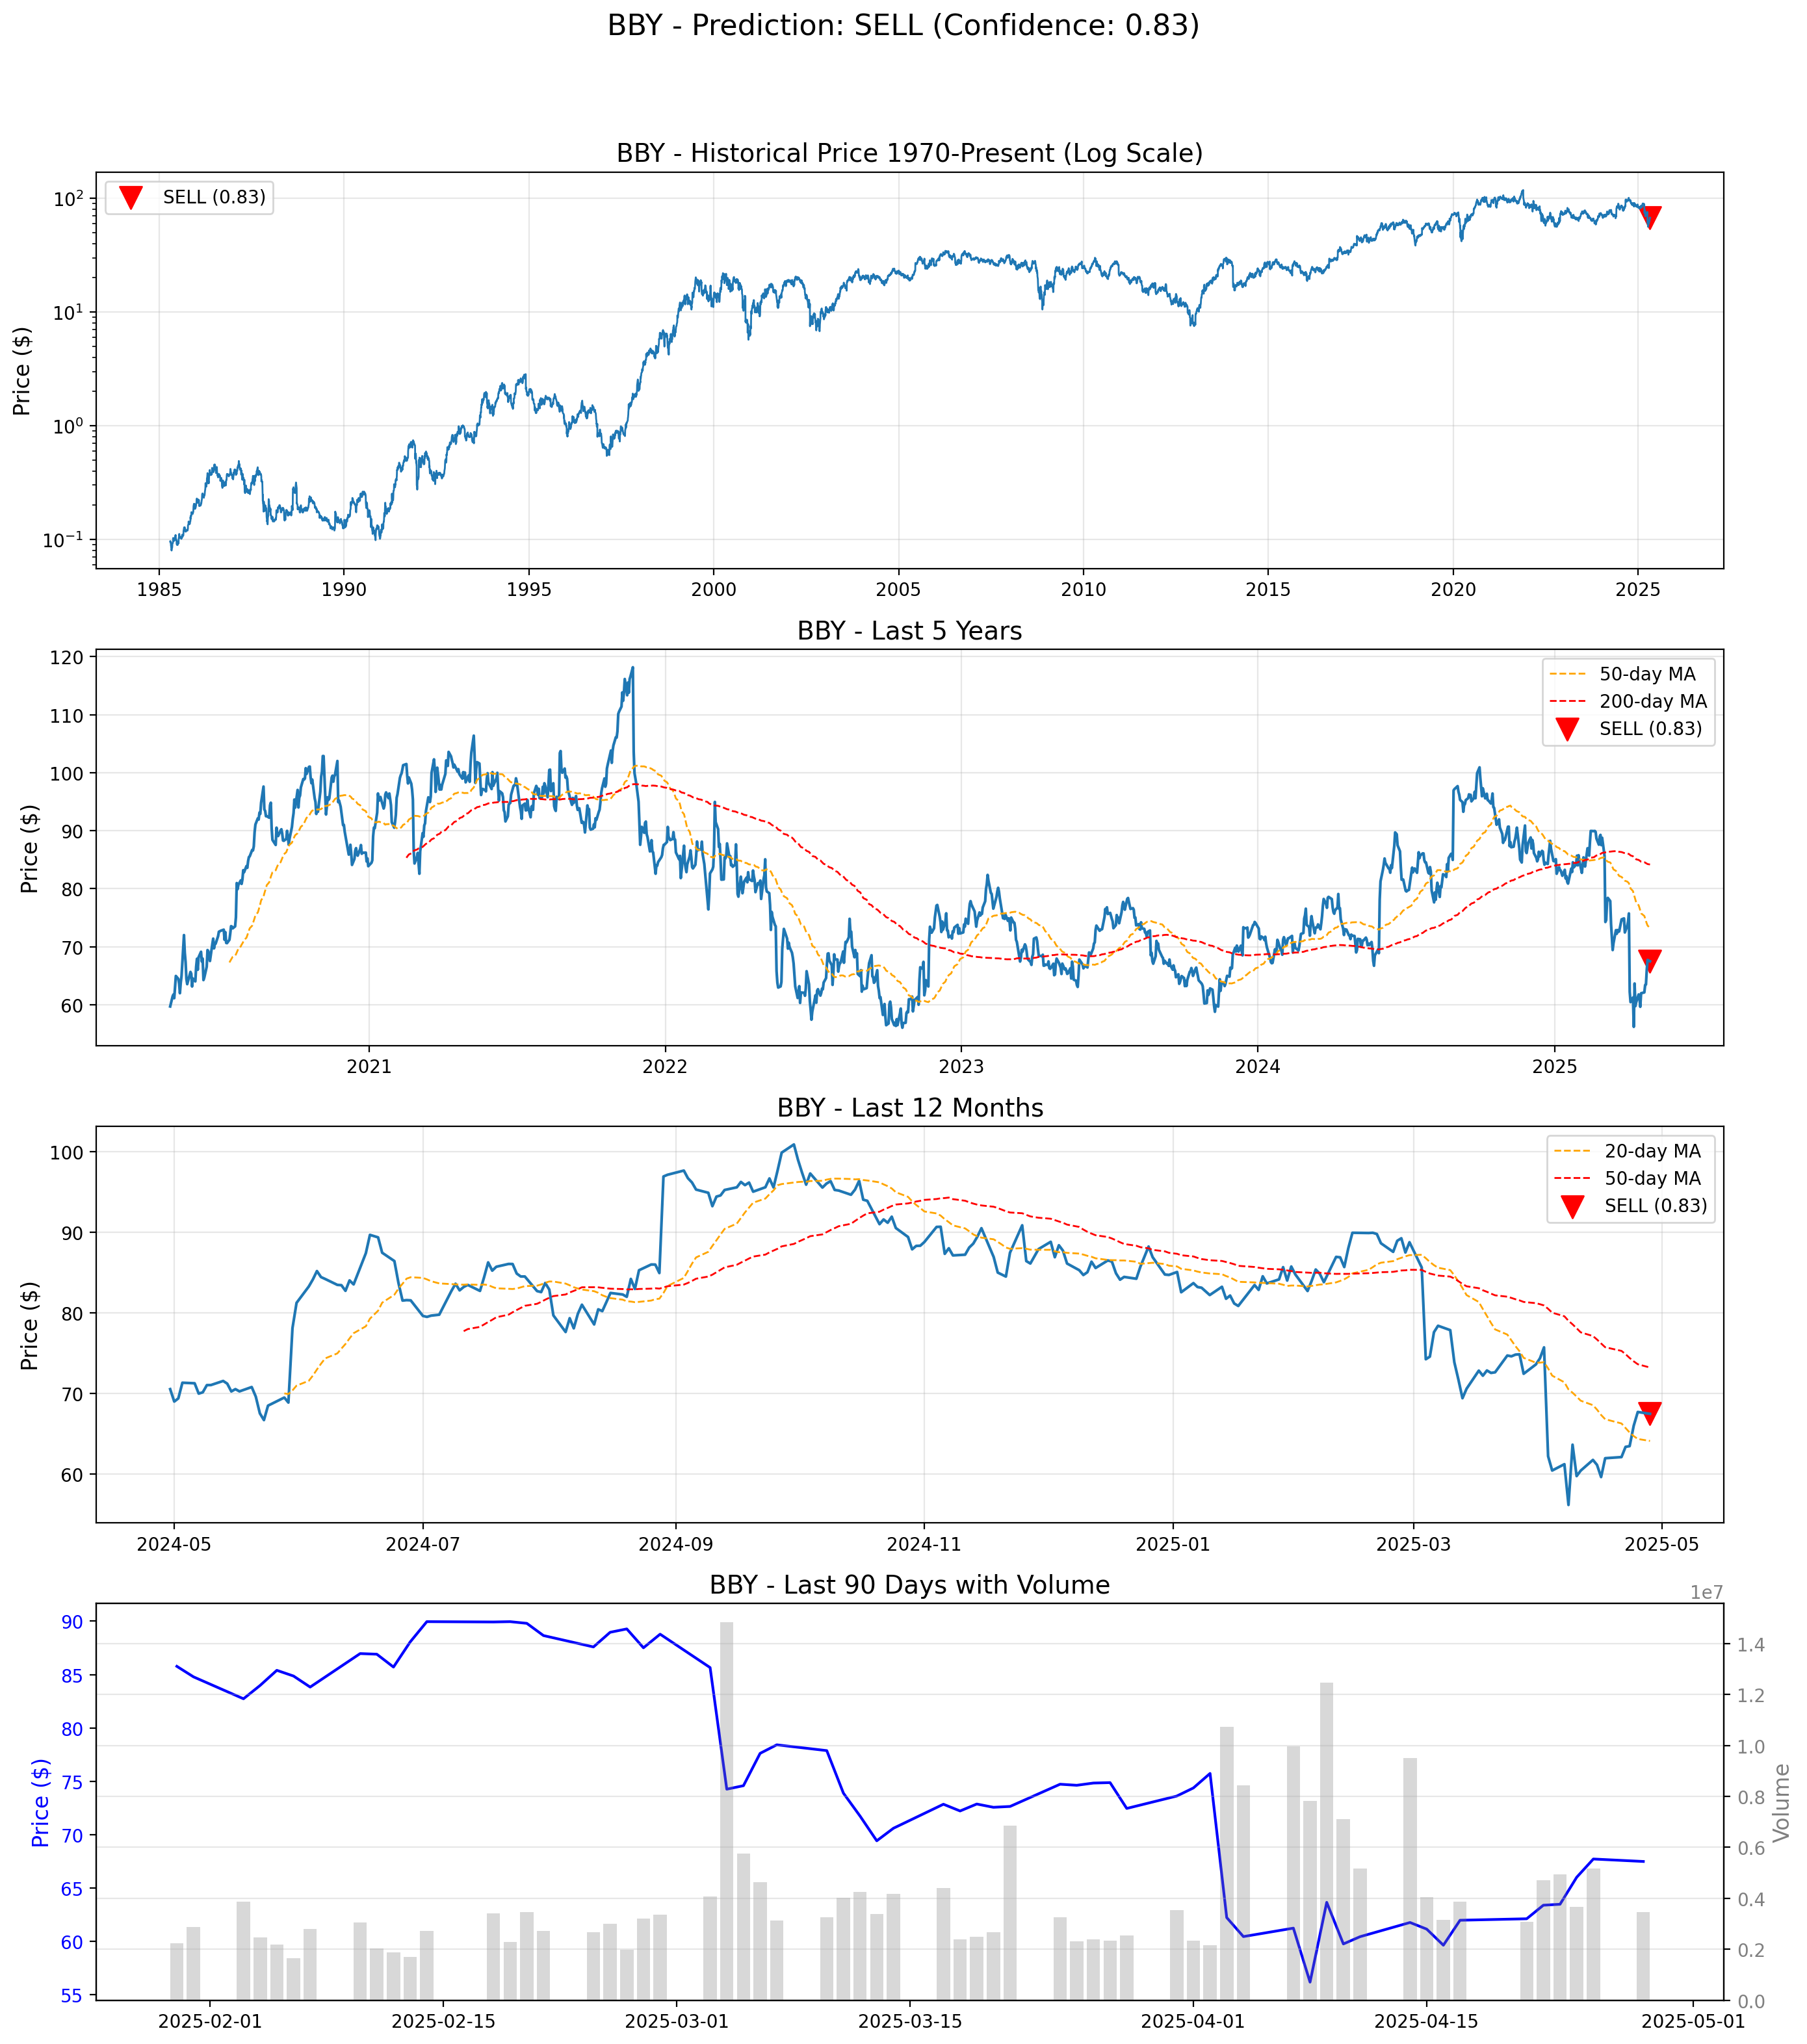 BBY - Prediction: SELL (Confidence: 0.83)
BBY - Historical Price 1970-Present (Log Scale)
SELL (0.83)
Price ($)
10²
10¹
10⁰
10⁻¹
1985 1990 1995 2000 2005 2010 2015 2020 2025
BBY - Last 5 Years
50-day MA
200-day MA
SELL (0.83)
Price ($)
120
110
100
90
80
70
60
2021 2022 2023 2024 2025
BBY - Last 12 Months
20-day MA
50-day MA
SELL (0.83)
Price ($)
100
90
80
70
60
2024-05 2024-07 2024-09 2024-11 2025-01 2025-03 2025-05
BBY - Last 90 Days with Volume
1e7
Price ($)
90
85
80
75
70
65
60
55
1.4
1.2
1.0
0.8
0.6
0.4
0.2
0.0
Volume
2025-02-01 2025-02-15 2025-03-01 2025-03-15 2025-04-01 2025-04-15 2025-05-01